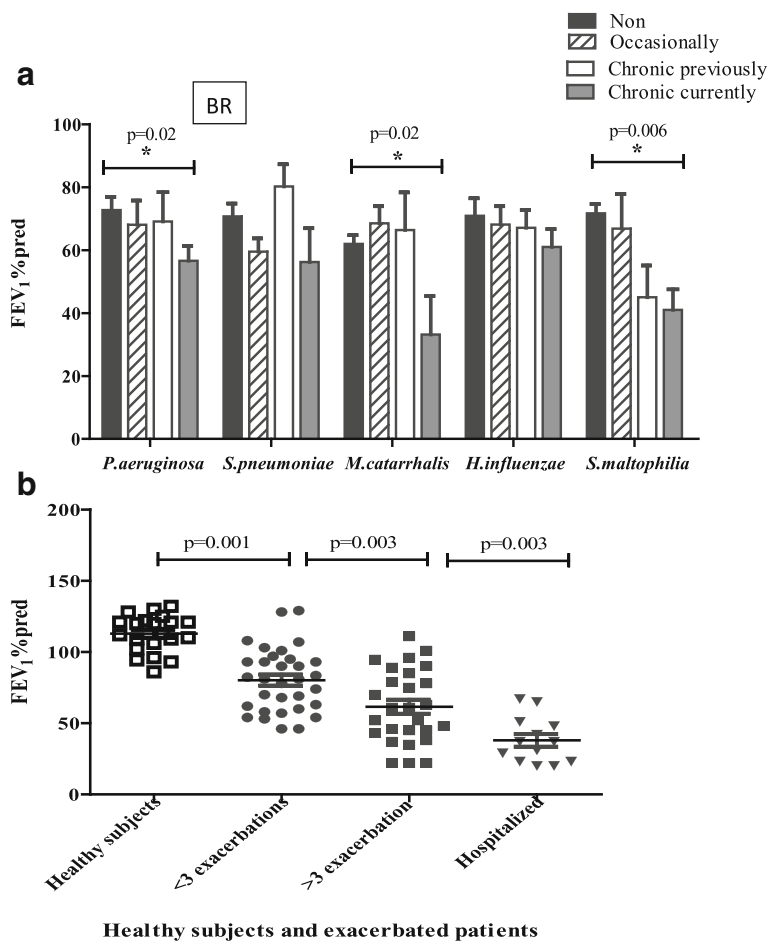 Non
Occasionally
Chronic previously
Chronic currently
a
BR
p=0.02
*
p=0.02
*
p=0.006
*
FEV1%pred
100
80
60
40
20
0
P.aeruginosa S.pneumoniae M.catarrhalis H.influenzae S.maltophilia
b
p=0.001 p=0.003 p=0.003
FEV1%pred
200
150
100
50
0
Healthy subjects
<3 exacerbations
>3 exacerbation
Hospitalized
Healthy subjects and exacerbated patients